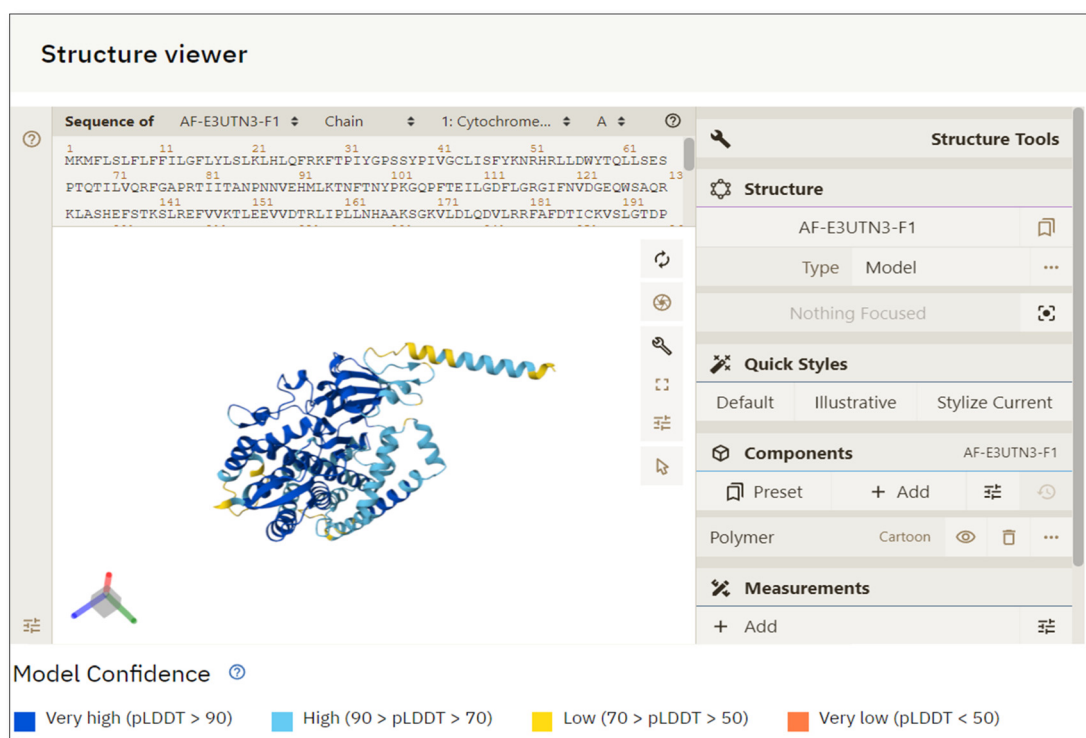 Structure viewer
Sequence of AF-E3UTN3-F1 Chain 1: Cytochrome... A
1 11 21 31 41 51 61
MKMFLSLFLFFILGFLYLSLKLHLQFRKFTPIYGPSSYPIVGCLISFYKNRHRLLDWYTQLLSES
71 81 91 101 111 121 13
PTQTILVQRFGAPRTIITANPNNVEHMLKTNFTNYPKGQPFTEILGDFLGRGIFNVDGEQWSAQR
141 151 161 171 181 191
KLASHEFSTKSLREFVVKTLEEVVDTRLIPLLNHAAKSGKVLDLQDVLRRFAFDTICKVSLGTDP
Structure Tools
Structure
AF-E3UTN3-F1
Type Model
Nothing Focused
Quick Styles
Default Illustrative Stylize Current
Components AF-E3UTN3-F1
Preset + Add
Polymer Cartoon
Measurements
+ Add
Model Confidence
Very high (pLDDT > 90) High (90 > pLDDT > 70) Low (70 > pLDDT > 50) Very low (pLDDT < 50)